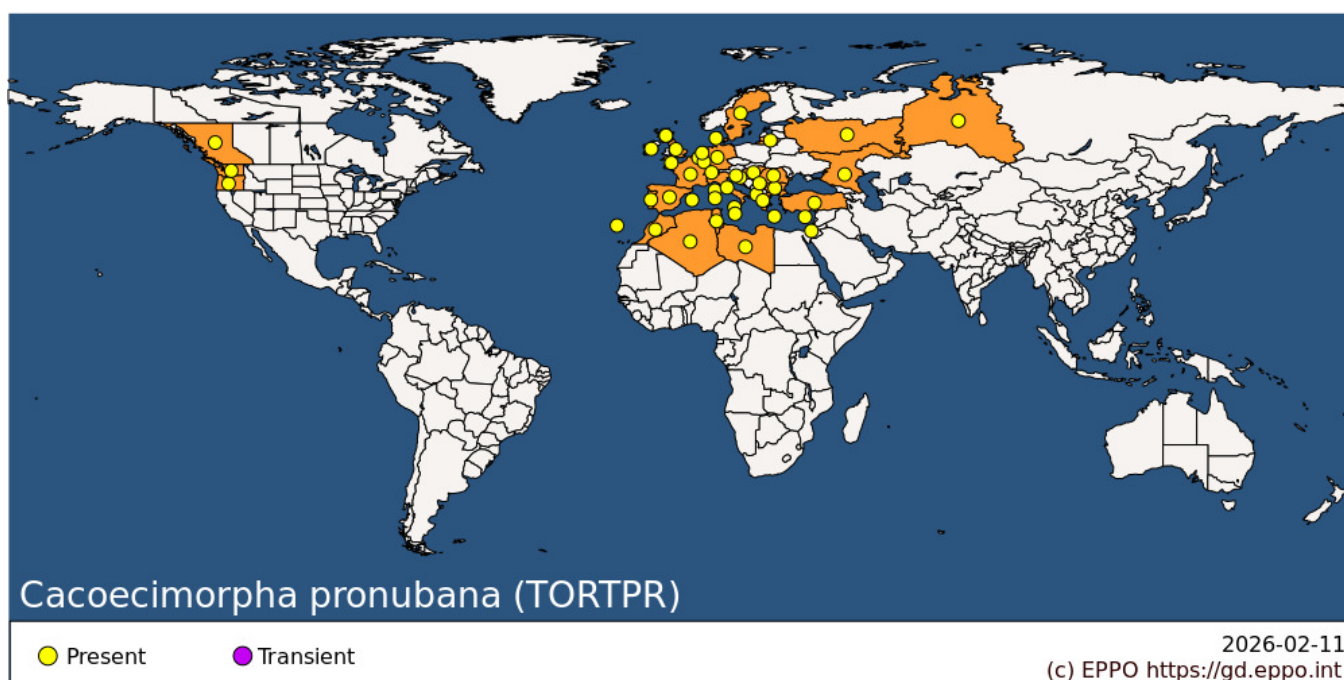 Cacoecimorpha pronubana (TORTPR)
Present
Transient
2026-02-11
(c) EPPO https://gd.eppo.int